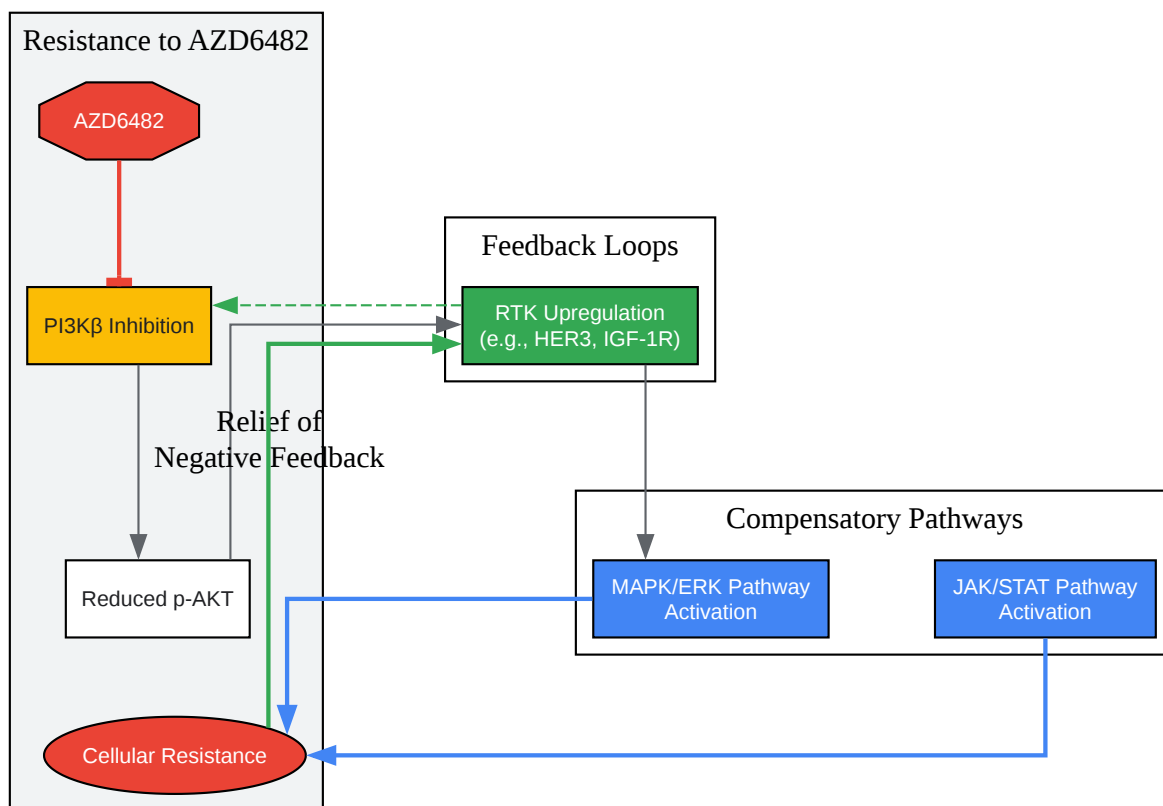 Resistance to AZD6482
AZD6482
PI3Kβ Inhibition
Feedback Loops
RTK Upregulation
(e.g., HER3, IGF-1R)
Relief of
Negative Feedback
Reduced p-AKT
Compensatory Pathways
MAPK/ERK Pathway
Activation
JAK/STAT Pathway
Activation
Cellular Resistance